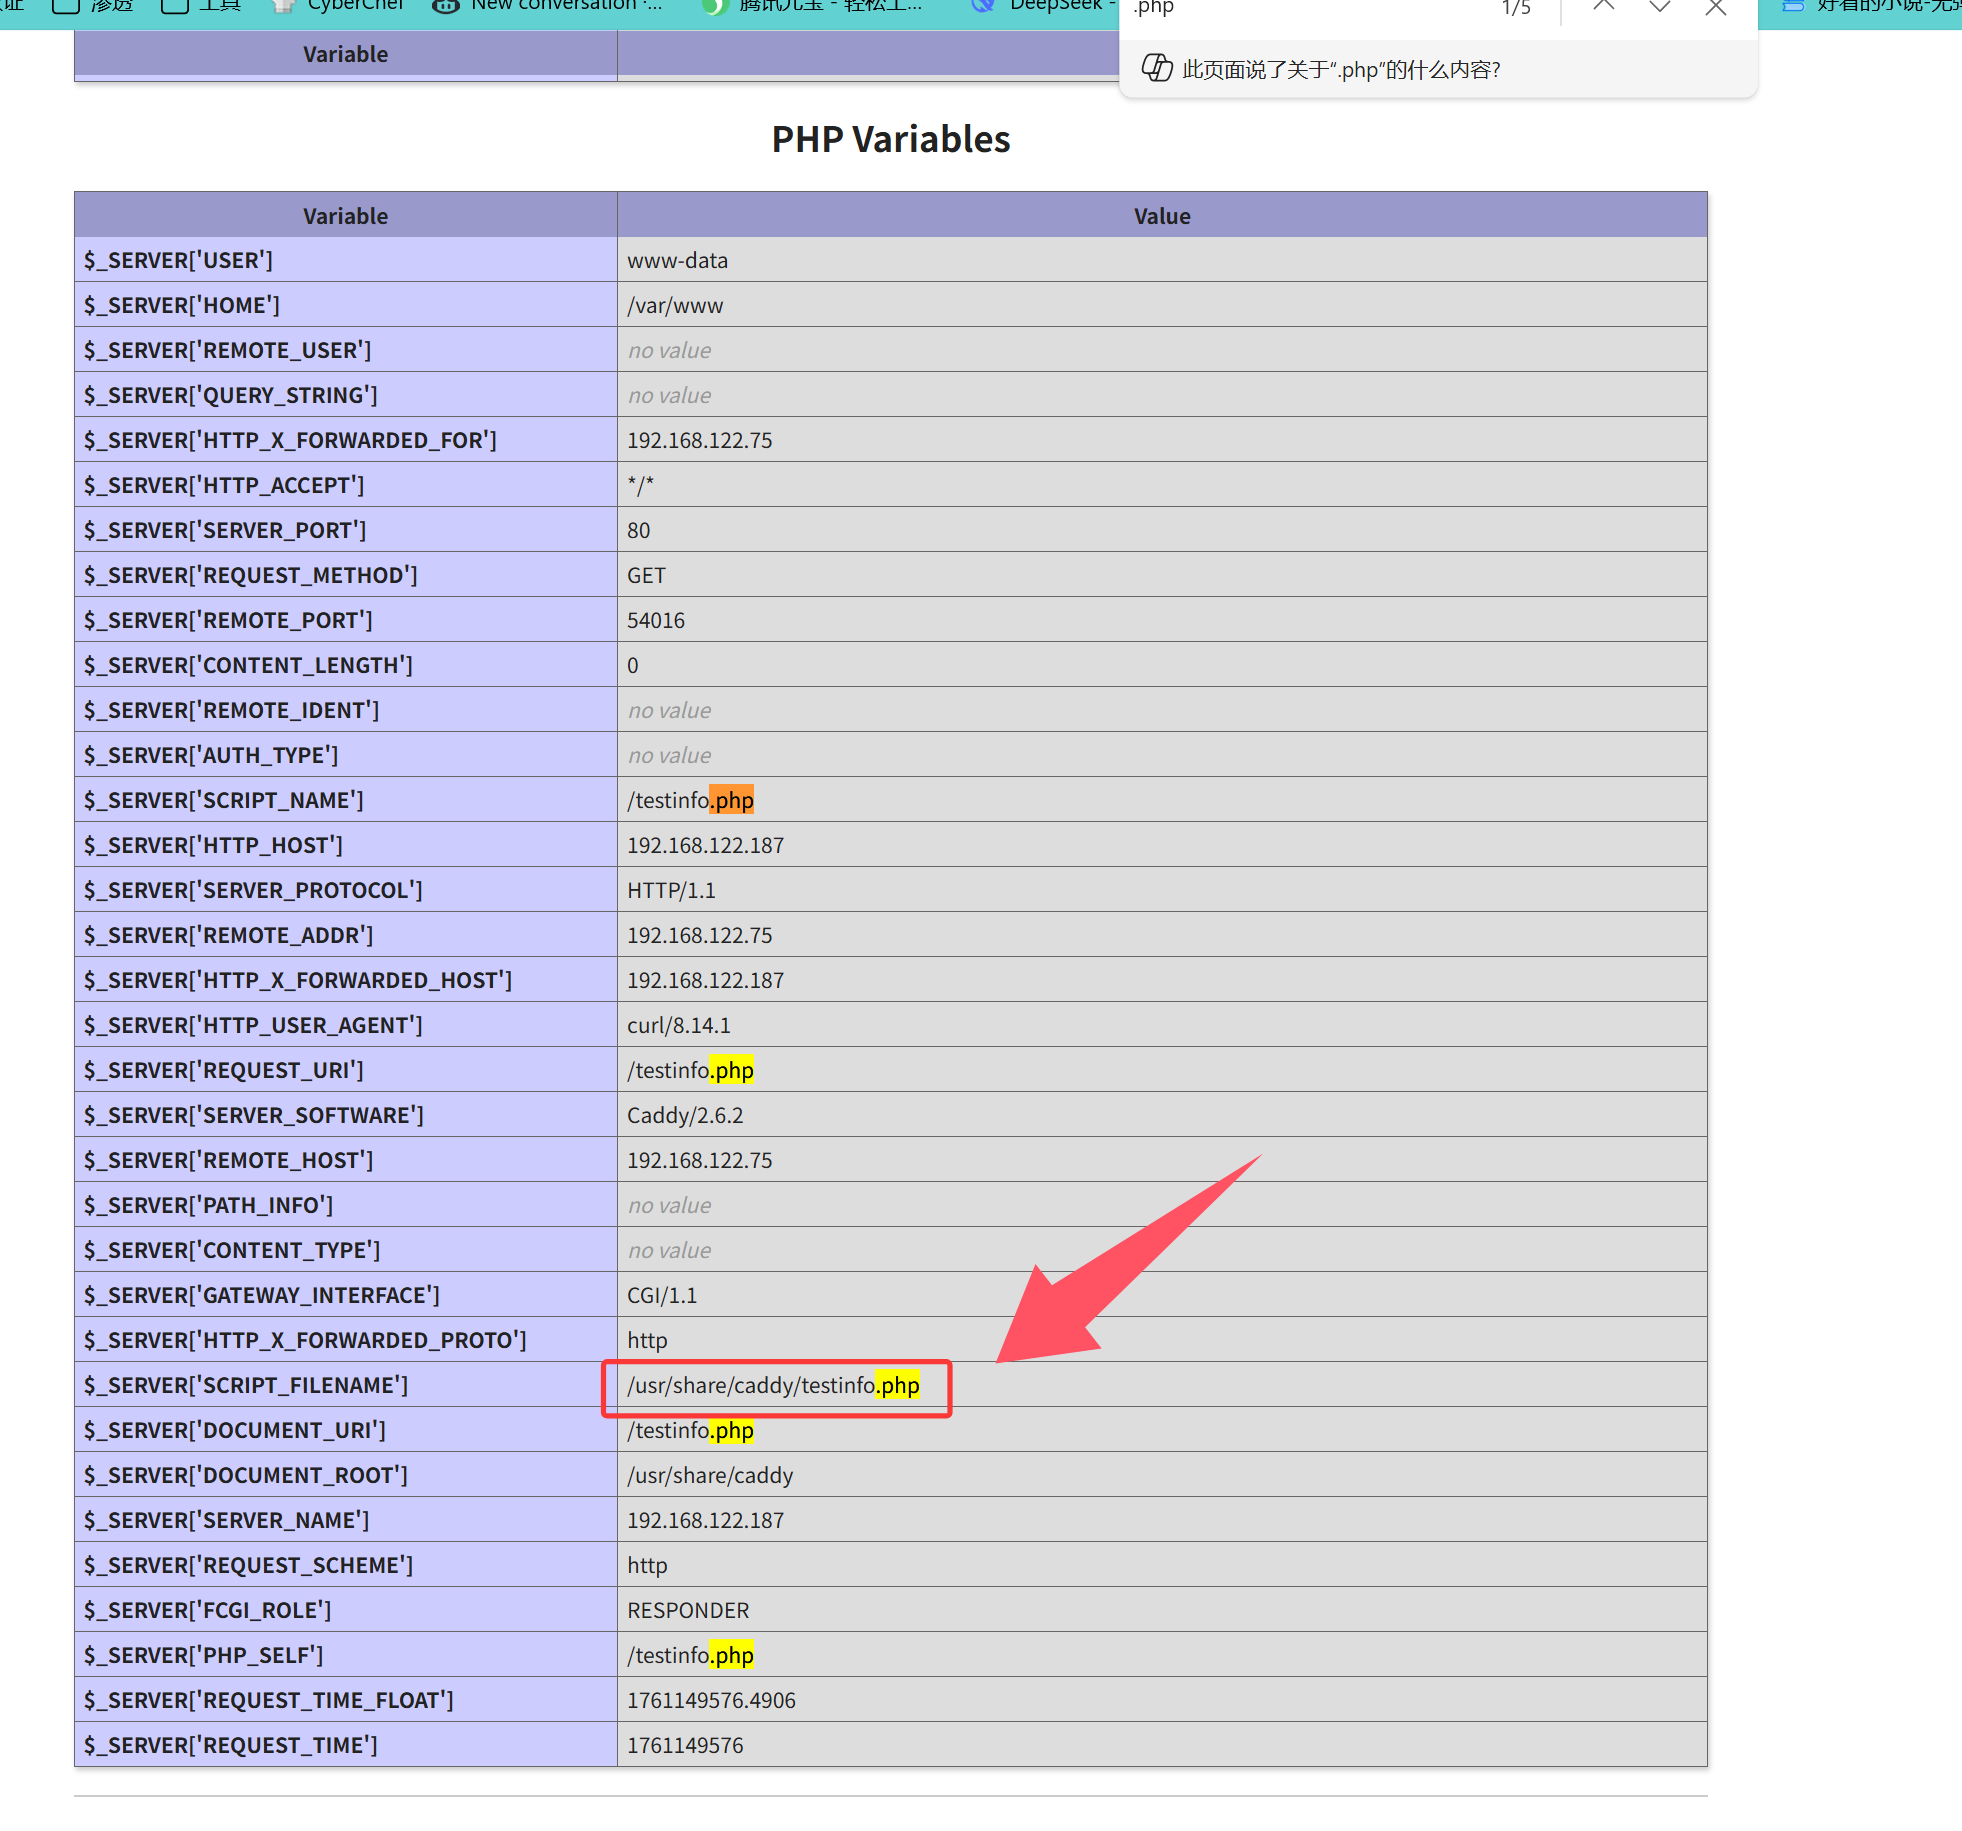 渗透 工具 CyberChef New conversation ·... 腾讯元宝 - 轻松工... DeepSeek - 好看的小说-无弹
.php 1/5
此页面说了关于“.php”的什么内容?
Variable
PHP Variables
Variable Value
$_SERVER['USER'] www-data
$_SERVER['HOME'] /var/www
$_SERVER['REMOTE_USER'] no value
$_SERVER['QUERY_STRING'] no value
$_SERVER['HTTP_X_FORWARDED_FOR'] 192.168.122.75
$_SERVER['HTTP_ACCEPT'] */*
$_SERVER['SERVER_PORT'] 80
$_SERVER['REQUEST_METHOD'] GET
$_SERVER['REMOTE_PORT'] 54016
$_SERVER['CONTENT_LENGTH'] 0
$_SERVER['REMOTE_IDENT'] no value
$_SERVER['AUTH_TYPE'] no value
$_SERVER['SCRIPT_NAME'] /testinfo.php
$_SERVER['HTTP_HOST'] 192.168.122.187
$_SERVER['SERVER_PROTOCOL'] HTTP/1.1
$_SERVER['REMOTE_ADDR'] 192.168.122.75
$_SERVER['HTTP_X_FORWARDED_HOST'] 192.168.122.187
$_SERVER['HTTP_USER_AGENT'] curl/8.14.1
$_SERVER['REQUEST_URI'] /testinfo.php
$_SERVER['SERVER_SOFTWARE'] Caddy/2.6.2
$_SERVER['REMOTE_HOST'] 192.168.122.75
$_SERVER['PATH_INFO'] no value
$_SERVER['CONTENT_TYPE'] no value
$_SERVER['GATEWAY_INTERFACE'] CGI/1.1
$_SERVER['HTTP_X_FORWARDED_PROTO'] http
$_SERVER['SCRIPT_FILENAME'] /usr/share/caddy/testinfo.php
$_SERVER['DOCUMENT_URI'] /testinfo.php
$_SERVER['DOCUMENT_ROOT'] /usr/share/caddy
$_SERVER['SERVER_NAME'] 192.168.122.187
$_SERVER['REQUEST_SCHEME'] http
$_SERVER['FCGI_ROLE'] RESPONDER
$_SERVER['PHP_SELF'] /testinfo.php
$_SERVER['REQUEST_TIME_FLOAT'] 1761149576.4906
$_SERVER['REQUEST_TIME'] 1761149576